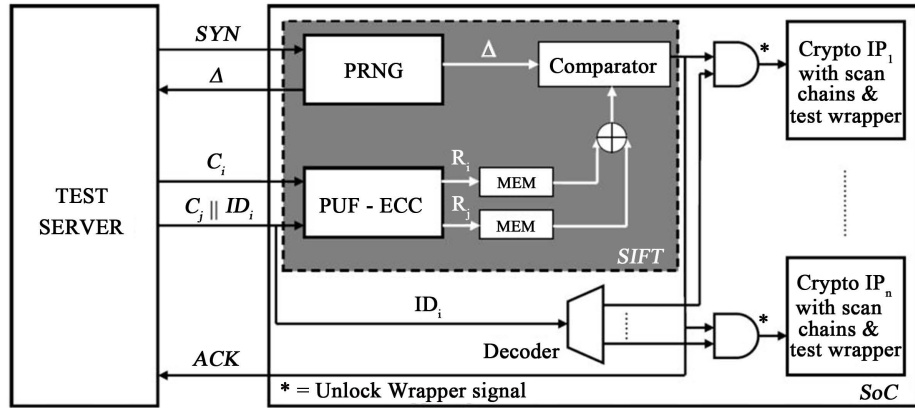 SYN
Δ
C_i
C_j || ID_i
TEST
SERVER
ACK
PRNG
Δ
Comparator
PUF - ECC
R_i
R_j
MEM
MEM
SIFT
ID_i
Decoder
* = Unlock Wrapper signal
*
Crypto IP_1
with scan
chains &
test wrapper
*
Crypto IP_n
with scan
chains &
test wrapper
SoC